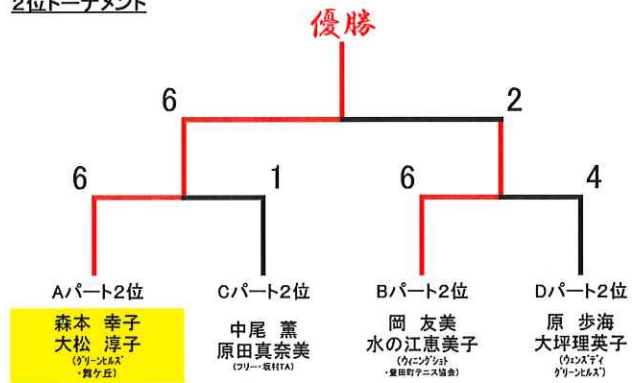 2位トーナメント
優勝
6 2
6 1 6 4
Aパート2位 Cパート2位 Bパート2位 Dパート2位
森本 幸子
大松 淳子
(グリーンヒルズ
・舞ケ丘)
中尾 薫
原田真奈美
(フリー・坂村TA)
岡 友美
水の江恵美子
(ウィニングショト
・豊田町テニス協会)
原 歩海
大坪理英子
(ウェンズデイ
グリーンヒルズ)